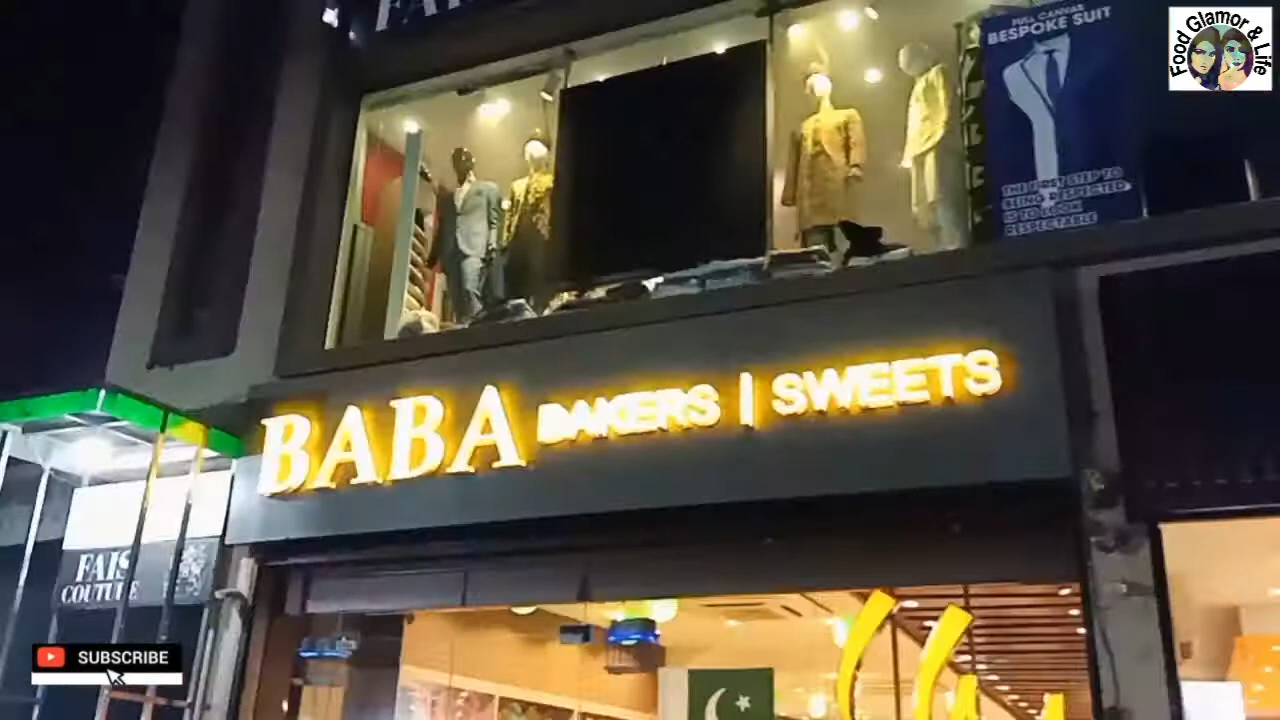 FAIS
Food Glamor & Life
FULL CANVAS
BESPOKE SUIT
THE FIRST STEP TO
BEING RESPECTED
IS TO LOOK
RESPECTABLE
BABA BAKERS | SWEETS
FAIS
COUTURE
SUBSCRIBE